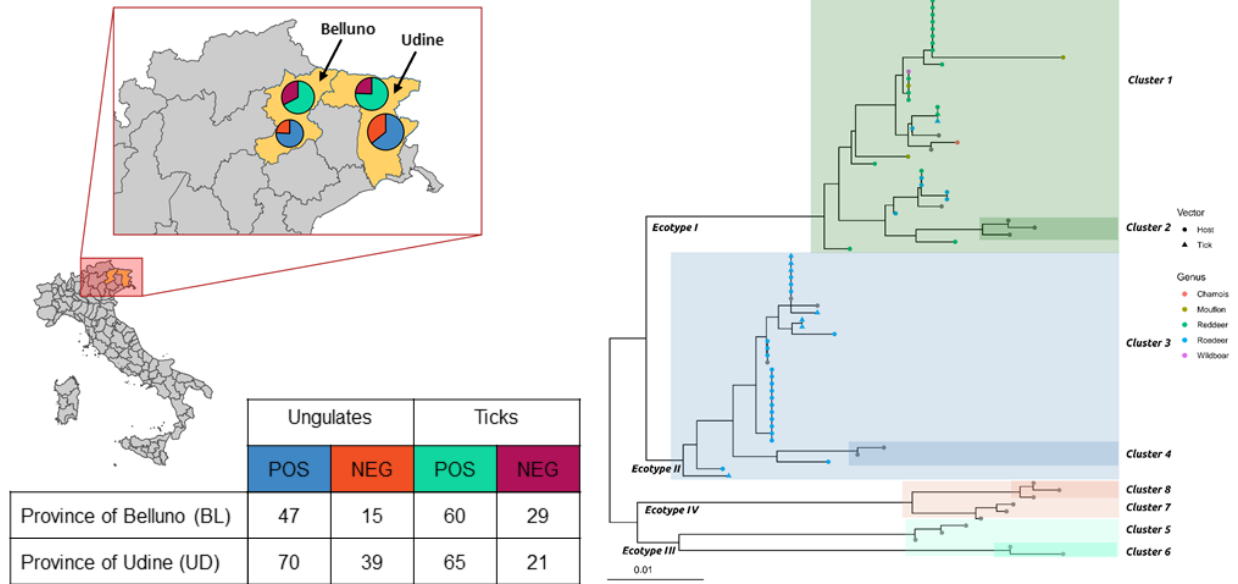 Belluno
Udine
Ungulates Ticks
POS NEG POS NEG
Province of Belluno (BL) 47 15 60 29
Province of Udine (UD) 70 39 65 21
Cluster 1
Ecotype I
Cluster 2
Cluster 3
Ecotype II
Cluster 4
Cluster 8
Ecotype IV
Cluster 7
Cluster 5
Ecotype III
Cluster 6
0.01
Vector
Host
Tick
Genus
Chamois
Mouflon
Reddeer
Roedeer
Wildboar